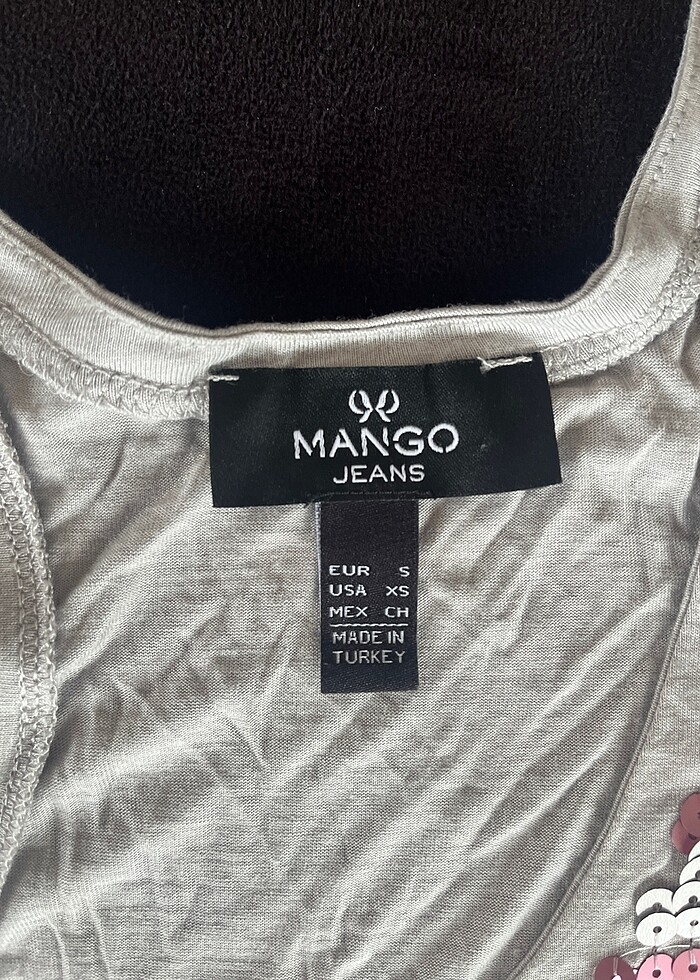 MANGO
JEANS
EUR S
USA XS
MEX CH
MADE IN
TURKEY